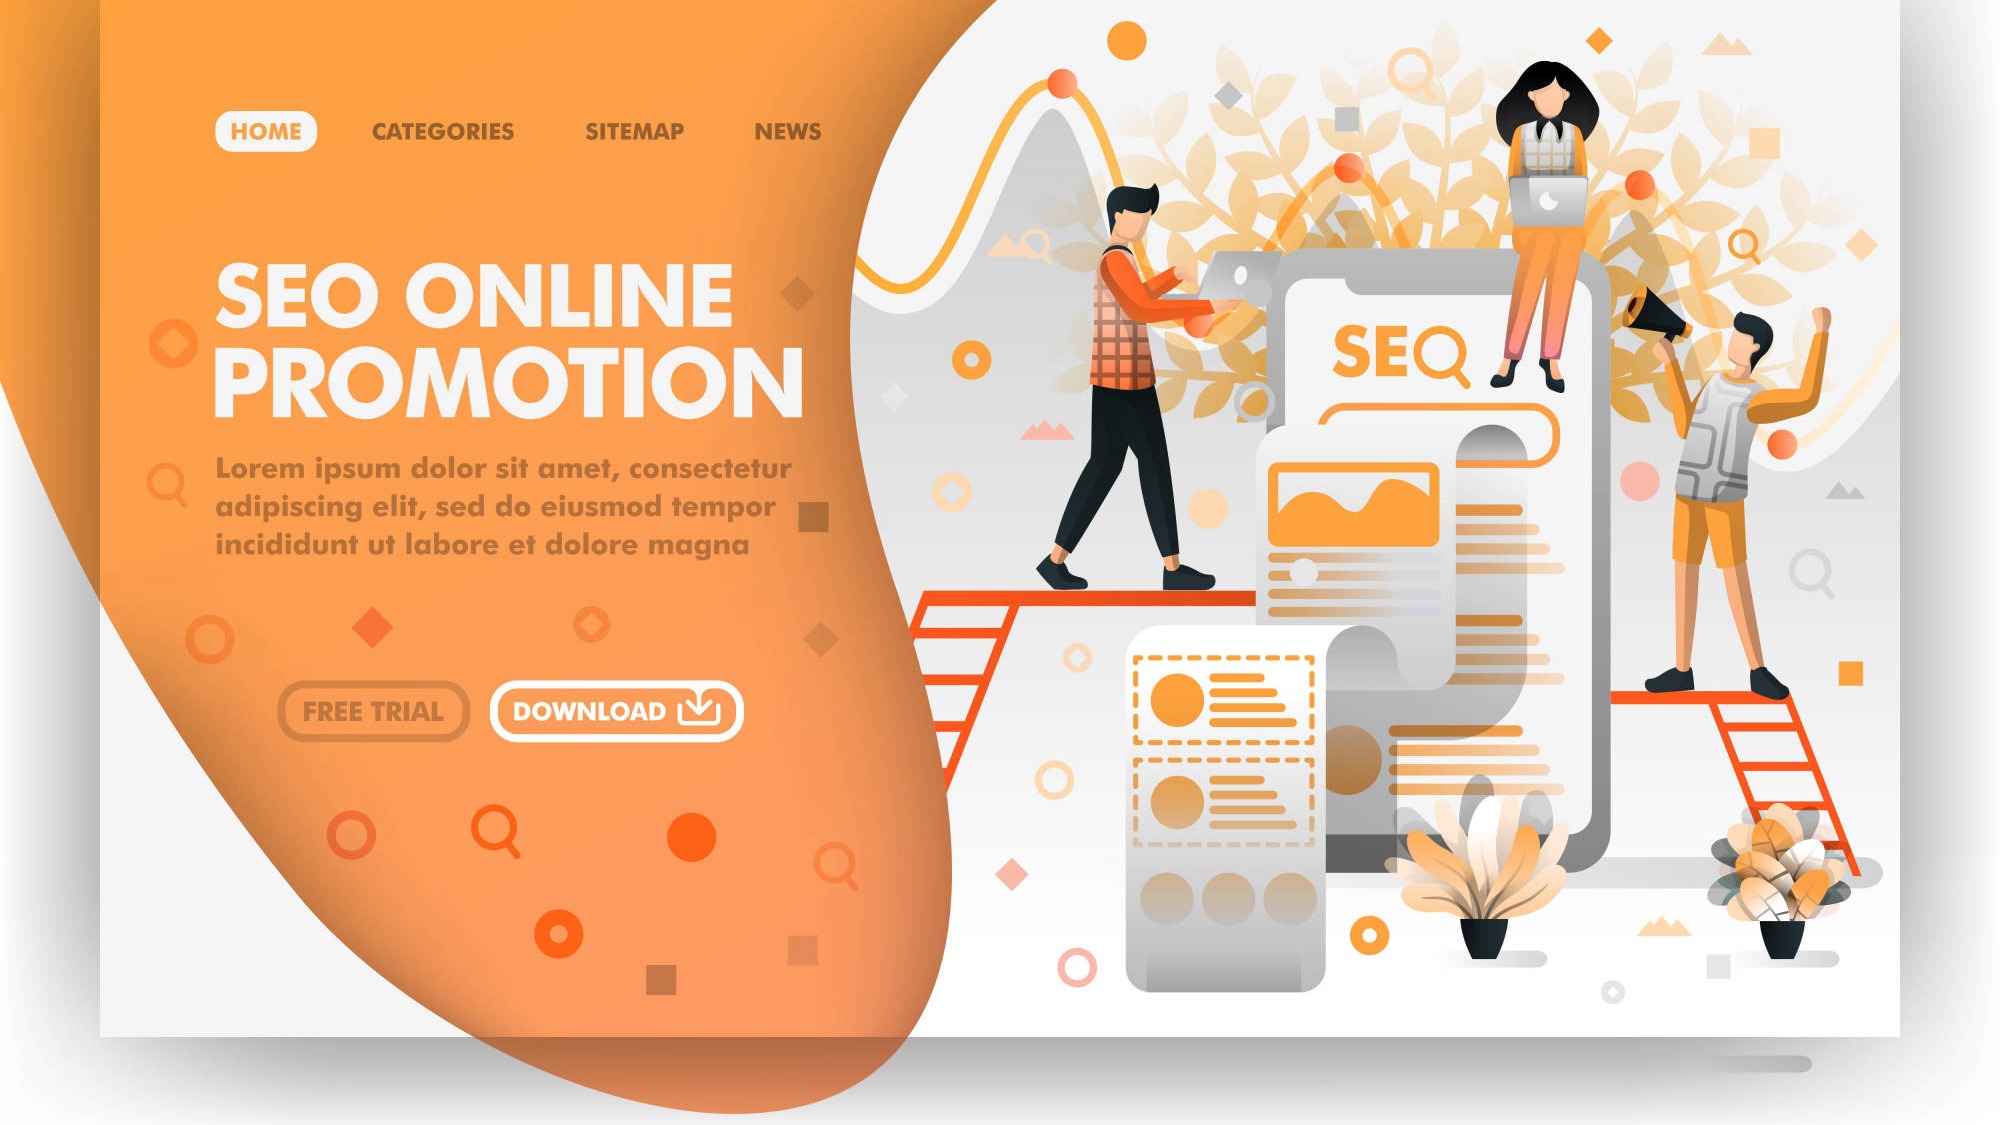 HOME CATEGORIES SITEMAP NEWS
SEO ONLINE
PROMOTION
Lorem ipsum dolor sit amet, consectetur
adipiscing elit, sed do eiusmod tempor
incididunt ut labore et dolore magna
FREE TRIAL DOWNLOAD
SEO